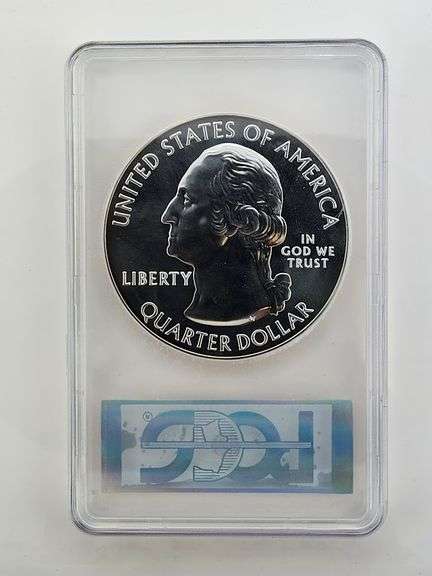 UNITED STATES OF AMERICA
IN
GOD WE
TRUST
LIBERTY
QUARTER DOLLAR